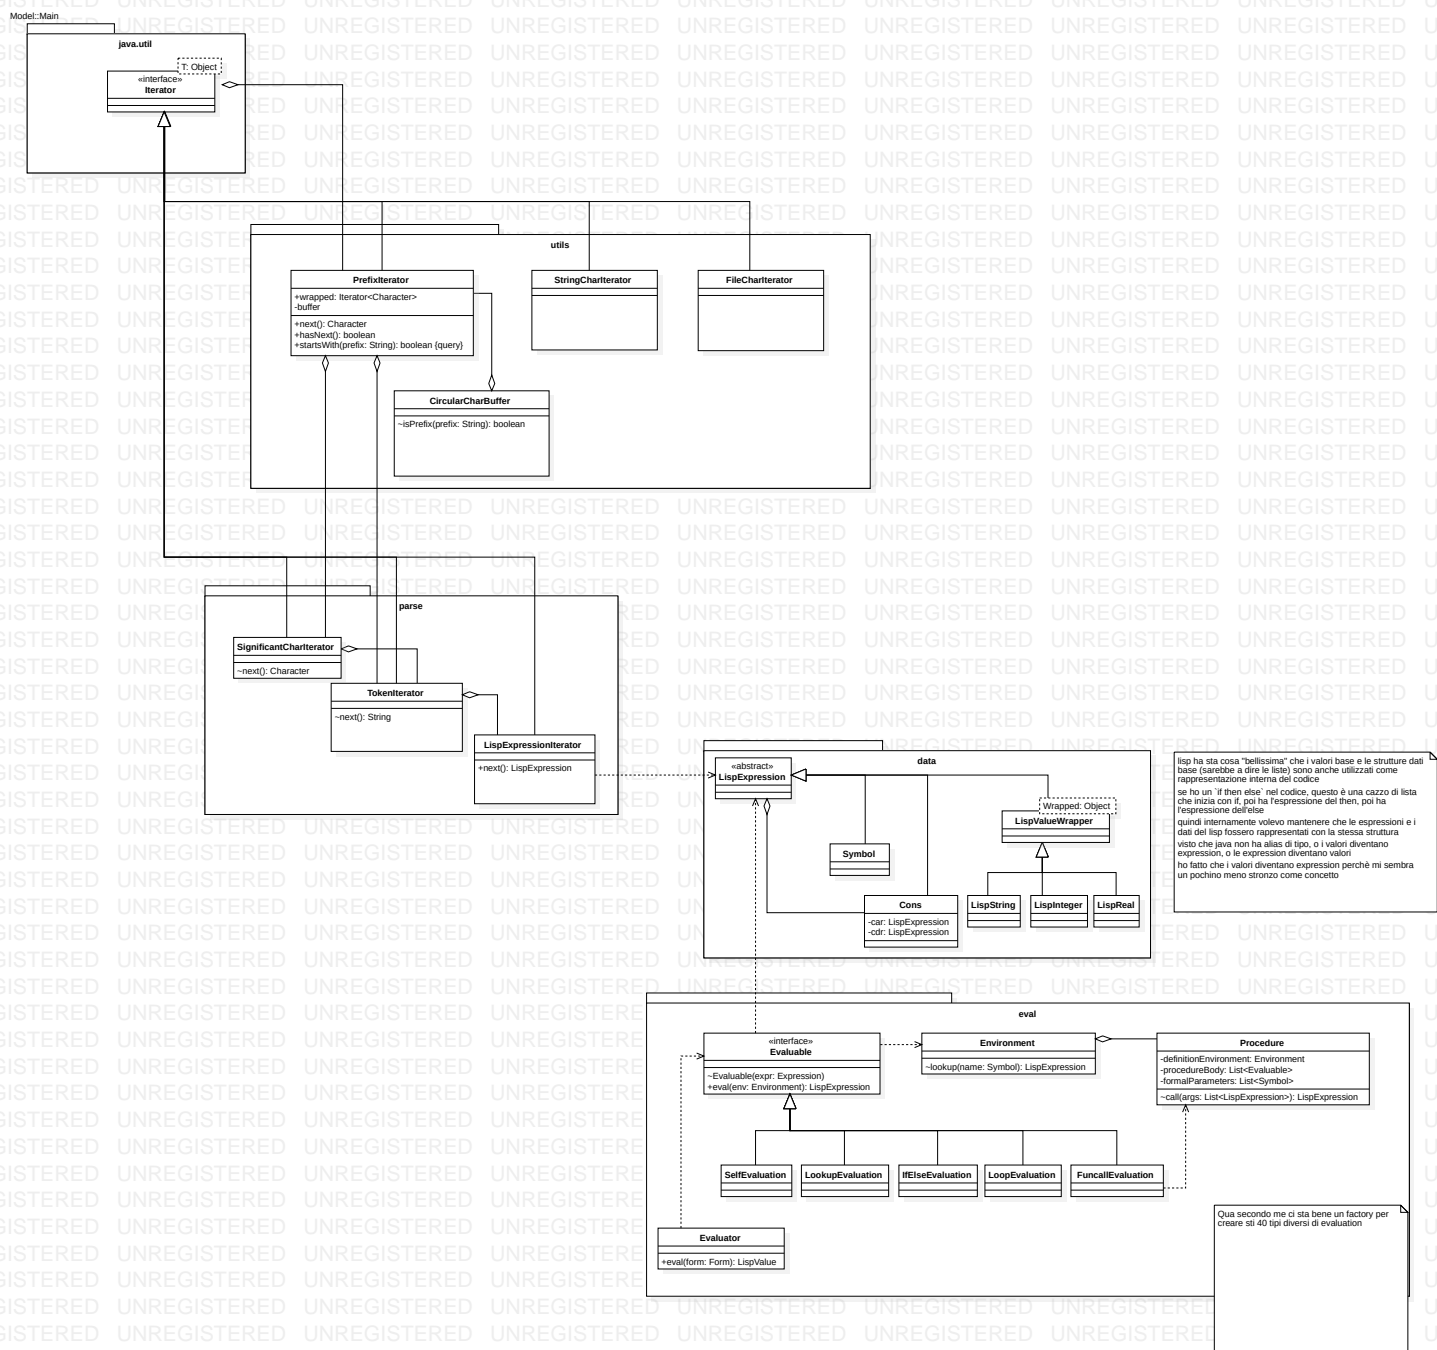 Model::Main
java.util
T: Object
«interface»
Iterator
utils
PrefixIterator
+wrapped: Iterator<Character>
-buffer
+next(): Character
+hasNext(): boolean
+startsWith(prefix: String): boolean {query}
StringCharIterator
FileCharIterator
CircularCharBuffer
~isPrefix(prefix: String): boolean
parse
SignificantCharIterator
~next(): Character
TokenIterator
~next(): String
LispExpressionIterator
+next(): LispExpression
data
«abstract»
LispExpression
Wrapped: Object
LispValueWrapper
Symbol
Cons
-car: LispExpression
-cdr: LispExpression
LispString
LispInteger
LispReal
lisp ha sta cosa "bellissima" che i valori base e le strutture dati
base (sarebbe a dire le liste) sono anche utilizzati come
rappresentazione interna del codice
se ho un `if then else` nel codice, questo è una cazzo di lista
che inizia con if, poi ha l'espressione del then, poi ha
l'espressione dell'else
quindi internamente volevo mantenere che le espressioni e i
dati del lisp fossero rappresentati con la stessa struttura
visto che java non ha alias di tipo, o i valori diventano
expression, o le expression diventano valori
ho fatto che i valori diventano expression perchè mi sembra
un pochino meno stronzo come concetto
eval
«interface»
Evaluable
~Evaluable(expr: Expression)
+eval(env: Environment): LispExpression
Environment
~lookup(name: Symbol): LispExpression
Procedure
-definitionEnvironment: Environment
-procedureBody: List<Evaluable>
-formalParameters: List<Symbol>
~call(args: List<LispExpression>): LispExpression
SelfEvaluation
LookupEvaluation
IfElseEvaluation
LoopEvaluation
FuncallEvaluation
Evaluator
+eval(form: Form): LispValue
Qua secondo me ci sta bene un factory per
creare sti 40 tipi diversi di evaluation
UNREGISTERED